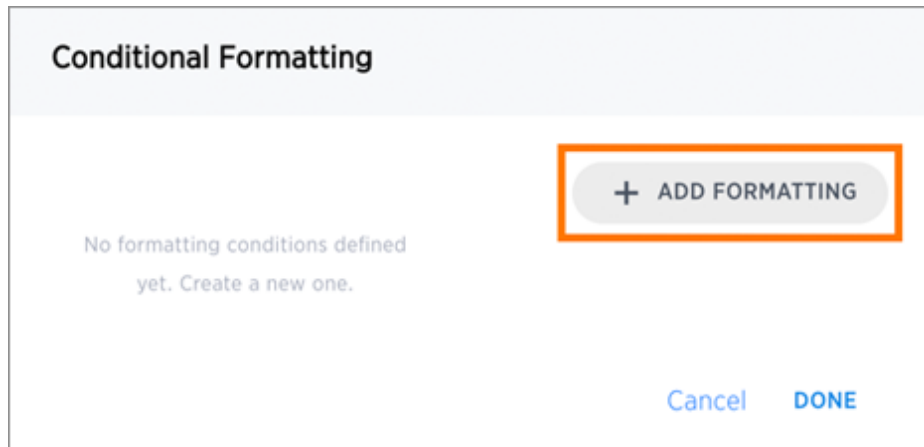 Conditional Formatting
+ ADD FORMATTING
No formatting conditions defined
yet. Create a new one.
Cancel DONE